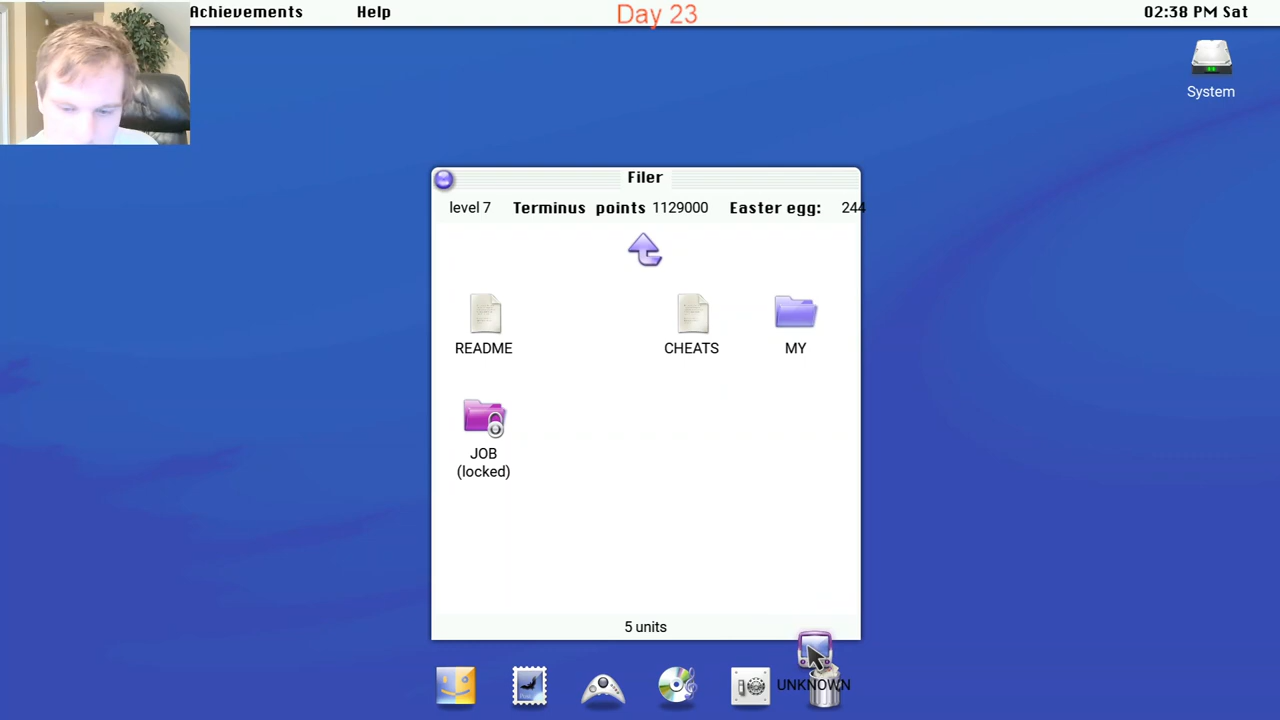 Achievements Help Day 23 02:38 PM Sat
System
Filer
level 7 Terminus points 1129000 Easter egg: 244
README CHEATS MY
JOB
(locked)
5 units
UNKNOWN